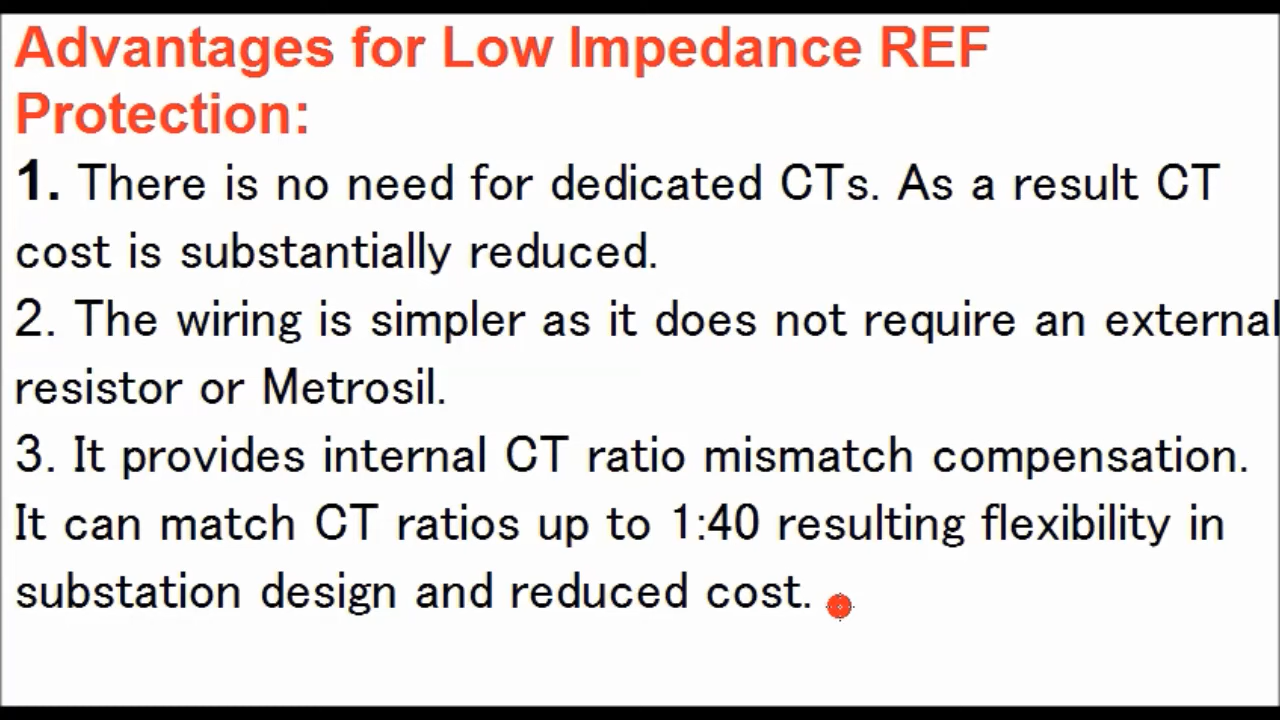 Advantages for Low Impedance REF
Protection:
1. There is no need for dedicated CTs. As a result CT
cost is substantially reduced.
2. The wiring is simpler as it does not require an external
resistor or Metrosil.
3. It provides internal CT ratio mismatch compensation.
It can match CT ratios up to 1:40 resulting flexibility in
substation design and reduced cost.